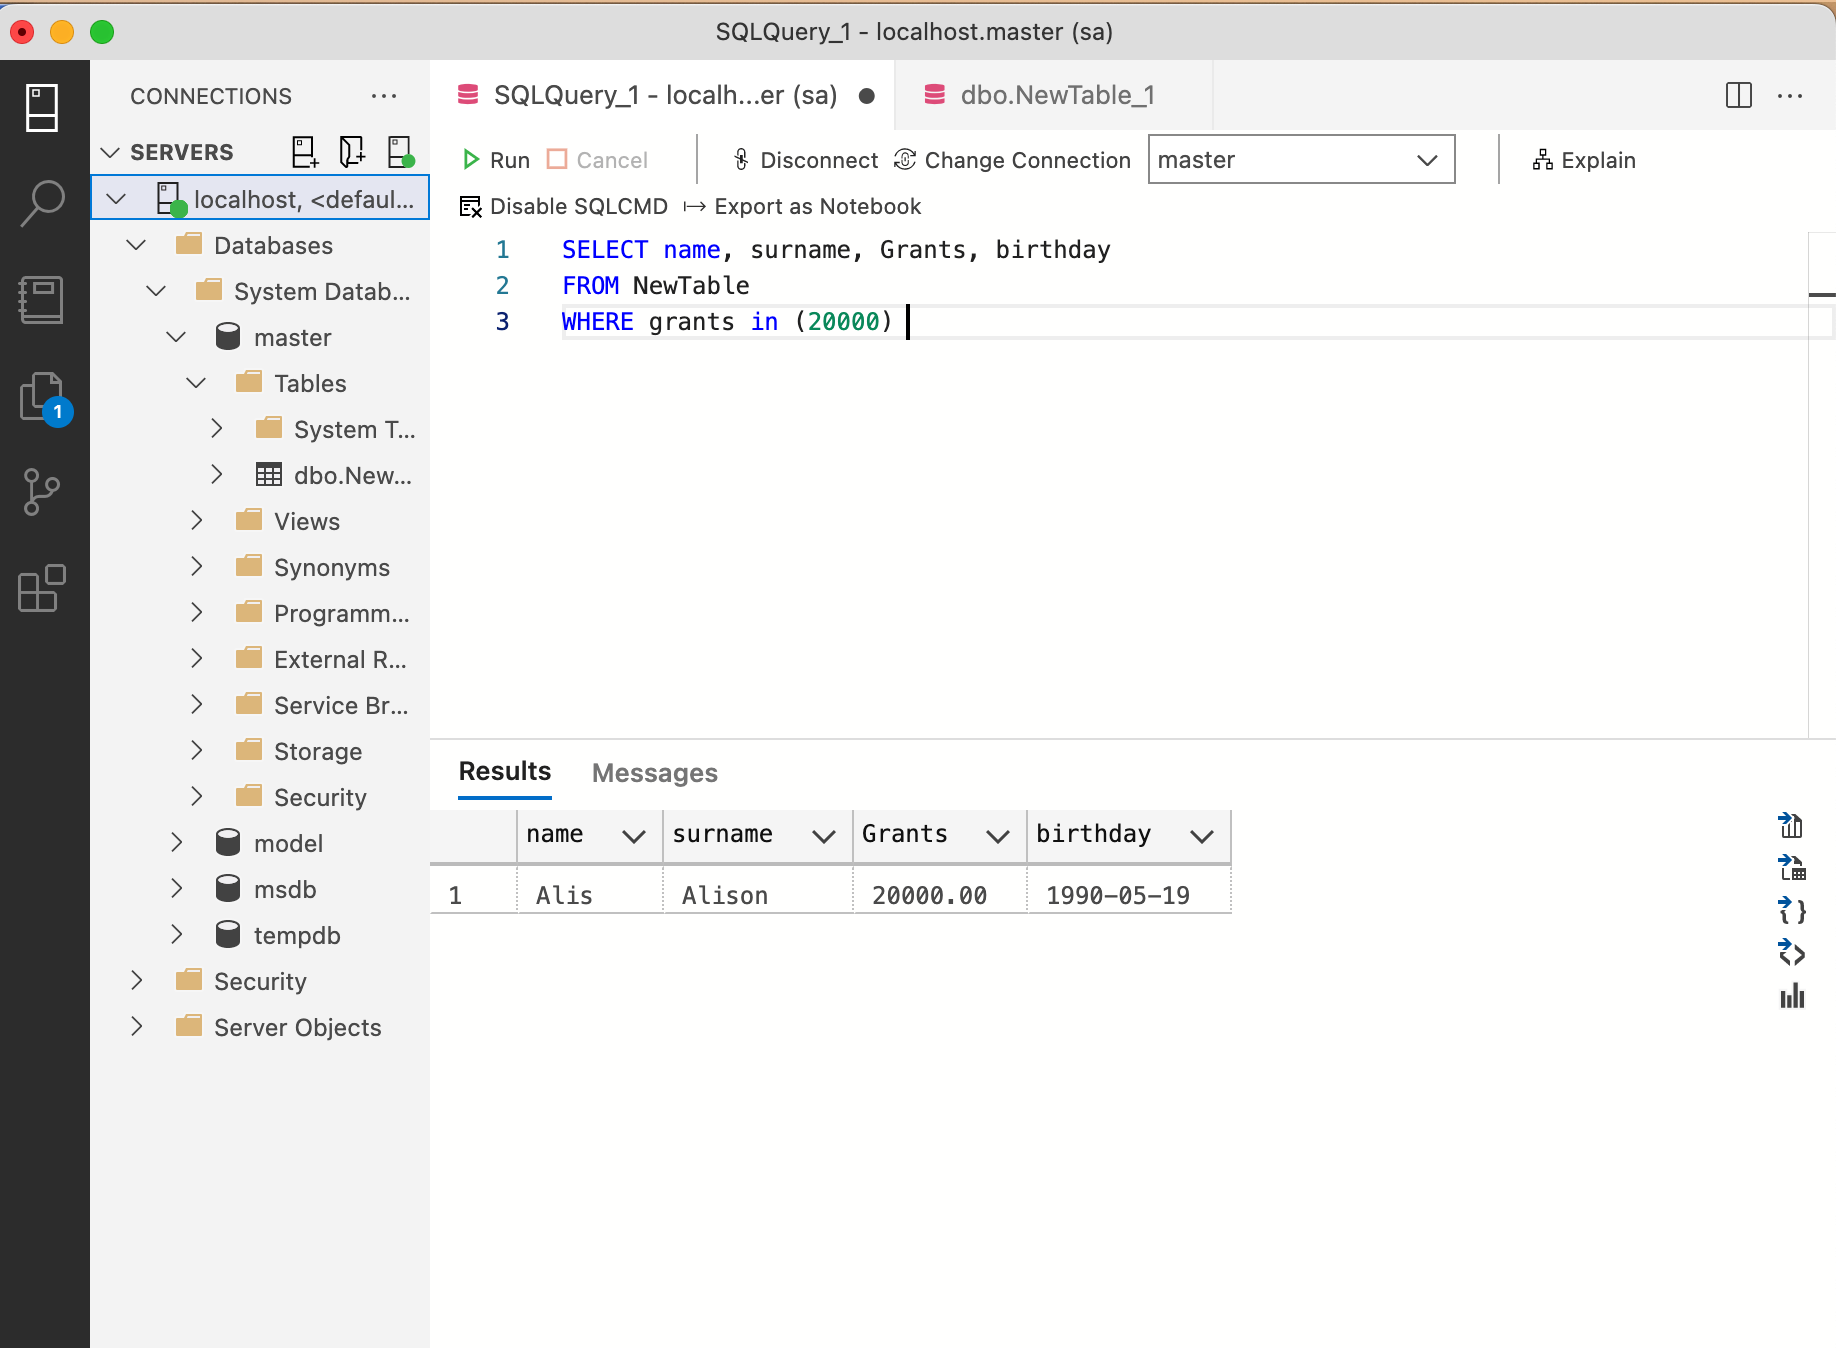 SQLQuery_1 - localhost.master (sa)
CONNECTIONS
SERVERS
localhost, <defaul...
Databases
System Datab...
master
Tables
System T...
dbo.New...
Views
Synonyms
Programm...
External R...
Service Br...
Storage
Security
model
msdb
tempdb
Security
Server Objects
1
SQLQuery_1 - localh...er (sa)
dbo.NewTable_1
Run Cancel Disconnect Change Connection master Explain
Disable SQLCMD Export as Notebook
1 SELECT name, surname, Grants, birthday
2 FROM NewTable
3 WHERE grants in (20000)
Results Messages
name surname Grants birthday
1 Alis Alison 20000.00 1990-05-19